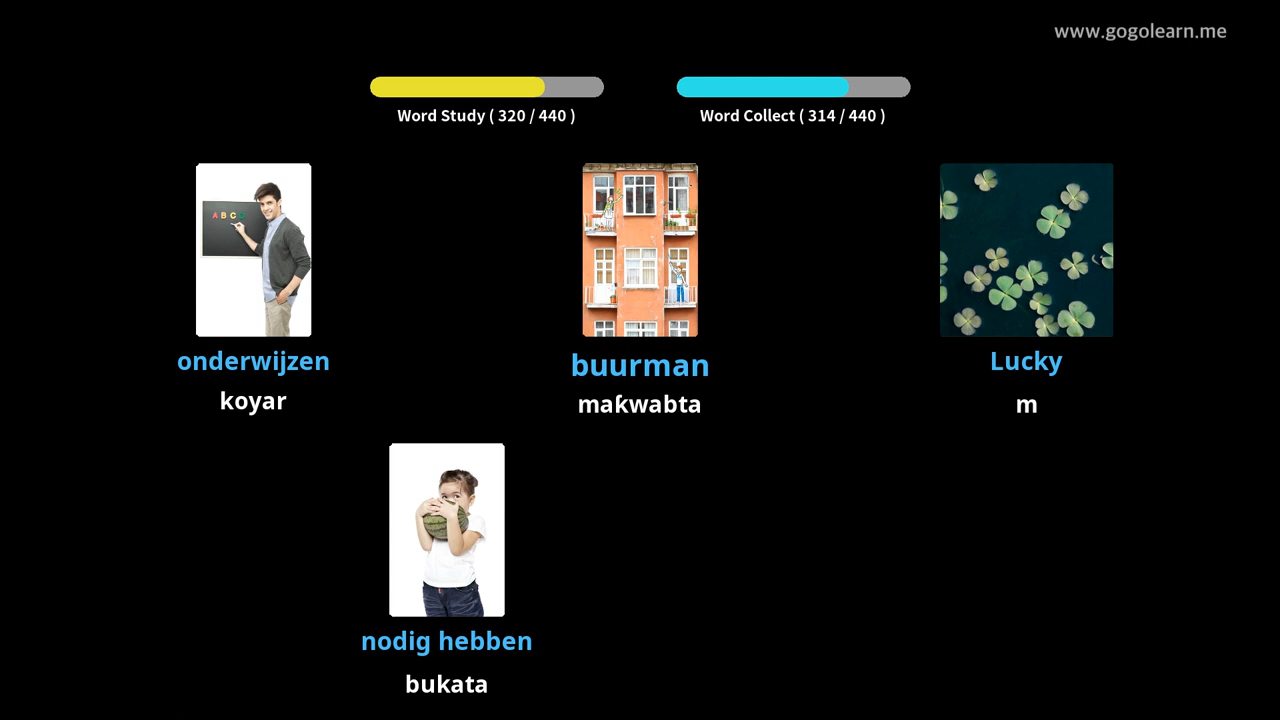 www.gogolearn.me
Word Study ( 320 / 440 )
Word Collect ( 314 / 440 )
A B C D
onderwijzen
koyar
buurman
maƙwabta
Lucky
m
nodig hebben
bukata